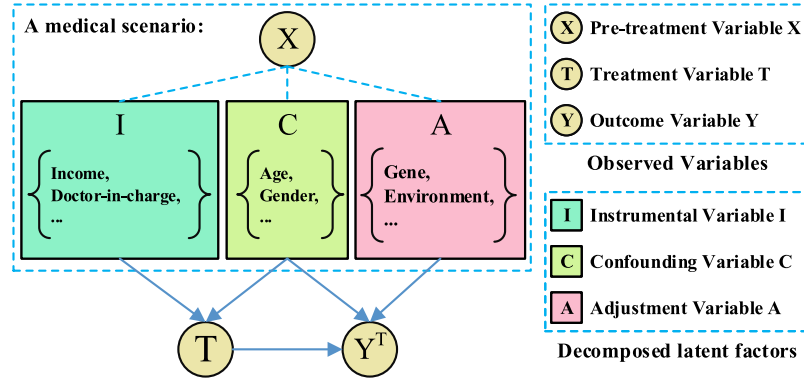 A medical scenario:
X
I
C
A
Income,
Doctor-in-charge,
...
Age,
Gender,
...
Gene,
Environment,
...
T
Y^T
X Pre-treatment Variable X
T Treatment Variable T
Y Outcome Variable Y
Observed Variables
I Instrumental Variable I
C Confounding Variable C
A Adjustment Variable A
Decomposed latent factors